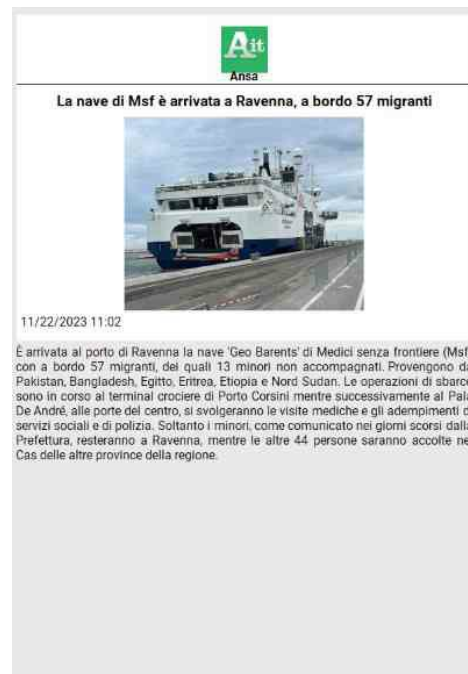 Ait
Ansa
La nave di Msf è arrivata a Ravenna, a bordo 57 migranti
11/22/2023 11:02
È arrivata al porto di Ravenna la nave 'Geo Barents' di Medici senza frontiere (Msf
con a bordo 57 migranti, dei quali 13 minori non accompagnati. Provengono da
Pakistan, Bangladesh, Egitto, Eritrea, Etiopia e Nord Sudan. Le operazioni di sbarco
sono in corso al terminal crociere di Porto Corsini mentre successivamente al Pala
De André, alle porte del centro, si svolgeranno le visite mediche e gli adempimenti d
servizi sociali e di polizia. Soltanto i minori, come comunicato nei giorni scorsi dalla
Prefettura, resteranno a Ravenna, mentre le altre 44 persone saranno accolte ne
Cas delle altre province della regione.